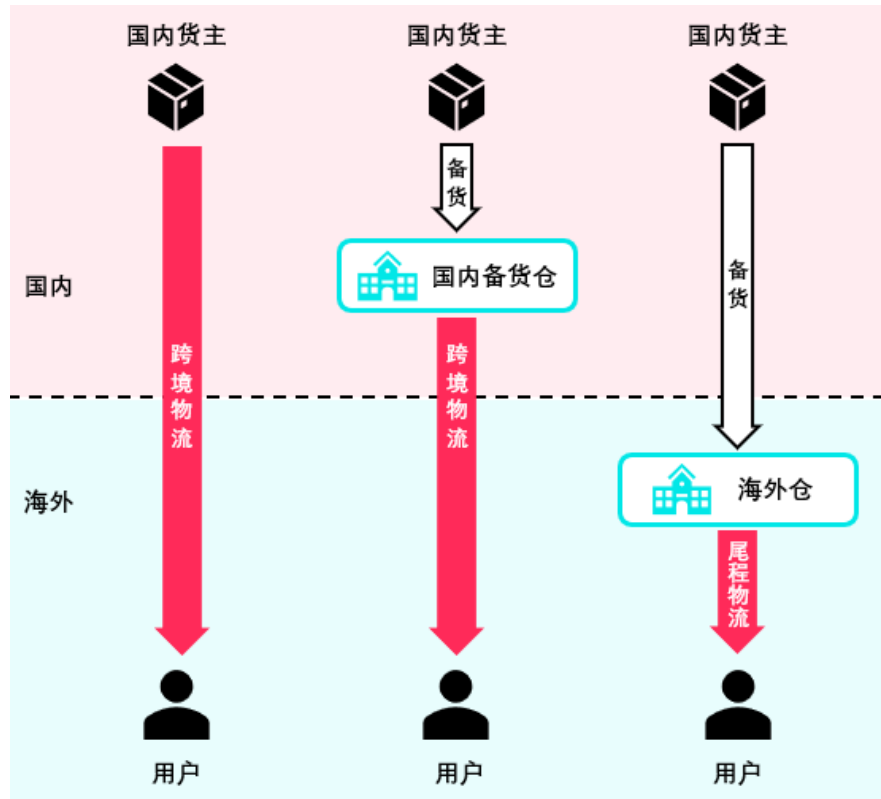 国内货主
国内货主
国内货主
备货
国内备货仓
备货
国内
跨境物流
跨境物流
海外仓
海外
尾程物流
用户
用户
用户